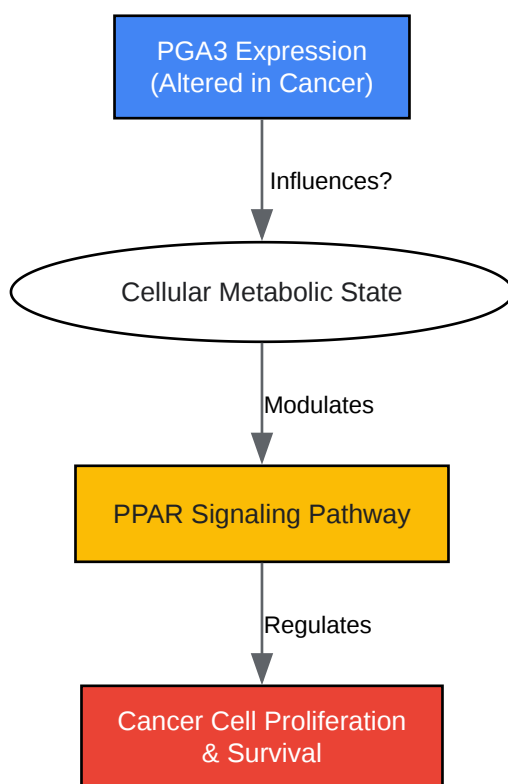 PGA3 Expression
(Altered in Cancer)
Influences?
Cellular Metabolic State
Modulates
PPAR Signaling Pathway
Regulates
Cancer Cell Proliferation
& Survival